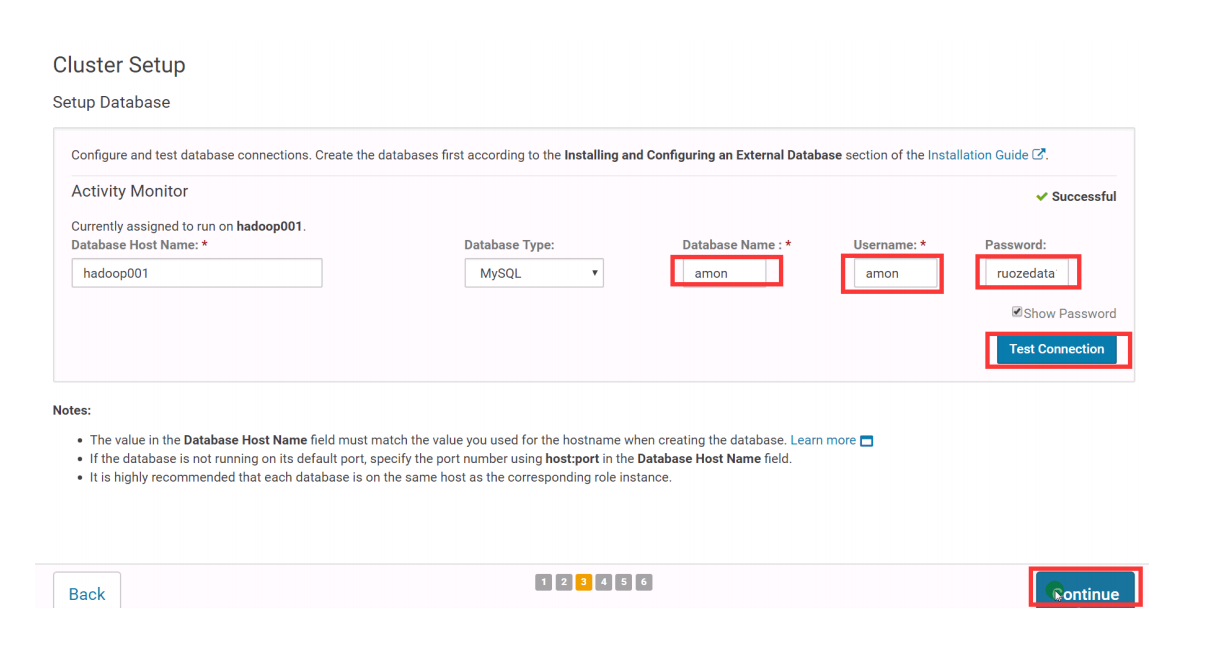 Cluster Setup
Setup Database
Configure and test database connections. Create the databases first according to the Installing and Configuring an External Database section of the Installation Guide.
Activity Monitor
Successful
Currently assigned to run on hadoop001.
Database Host Name: * Database Type: Database Name : * Username: * Password:
hadoop001 MySQL amon amon ruozedata
Show Password
Test Connection
Notes:
• The value in the Database Host Name field must match the value you used for the hostname when creating the database. Learn more
• If the database is not running on its default port, specify the port number using host:port in the Database Host Name field.
• It is highly recommended that each database is on the same host as the corresponding role instance.
Back 1 2 3 4 5 6 Continue